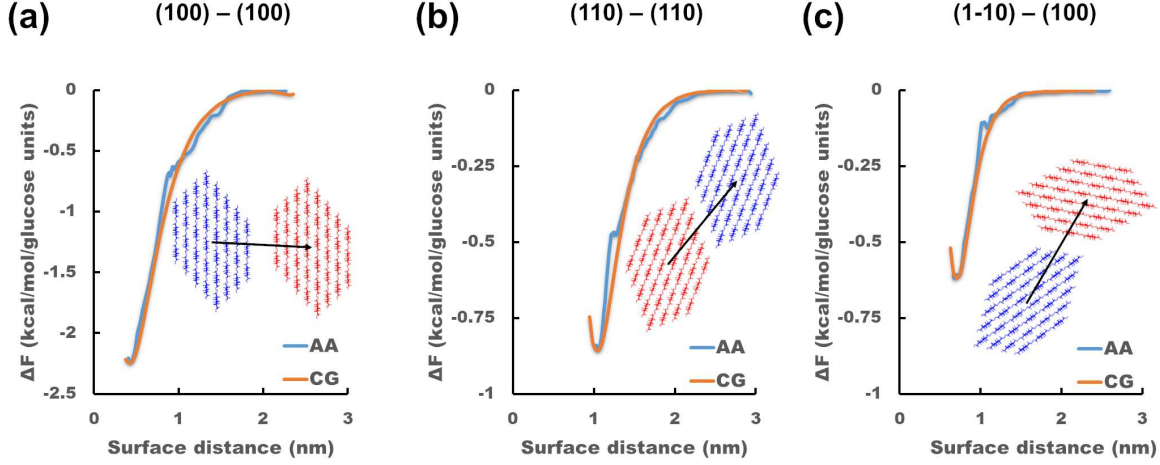 (a) (100) – (100)
(b) (110) – (110)
(c) (1-10) – (100)
ΔF (kcal/mol/glucose units)
0
-0.5
-1
-1.5
-2
-2.5
0 1 2 3
Surface distance (nm)
AA
CG
ΔF (kcal/mol/glucose units)
0
-0.25
-0.5
-0.75
-1
0 1 2 3
Surface distance (nm)
AA
CG
ΔF (kcal/mol/glucose units)
0
-0.25
-0.5
-0.75
-1
0 1 2 3
Surface distance (nm)
AA
CG